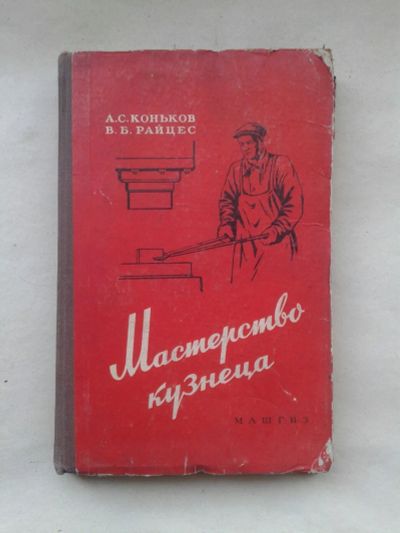 А.С.КОНЬКОВ
В.Б.РАЙЦЕС
Мастерство
кузнеца
МАШГИЗ